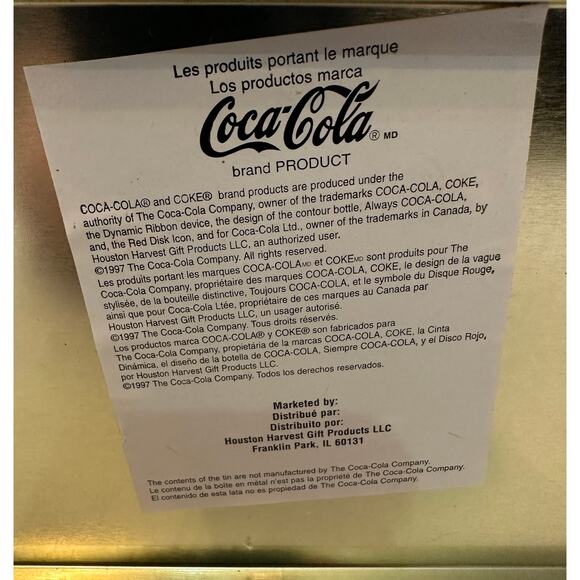 Les produits portant le marque
Los productos marca
Coca-Cola ® MD
brand PRODUCT
COCA-COLA® and COKE® brand products are produced under the
authority of The Coca-Cola Company, owner of the trademarks COCA-COLA, COKE,
the Dynamic Ribbon device, the design of the contour bottle, Always COCA-COLA,
and, the Red Disk Icon, and for Coca-Cola Ltd., owner of the trademarks in Canada, by
Houston Harvest Gift Products LLC, an authorized user.
©1997 The Coca-Cola Company. All rights reserved.
Les produits portant les marques COCA-COLAMD et COKEMD sont produits pour The
Coca-Cola Company, propriétaire des marques COCA-COLA, COKE, le design de la vague
stylisée, de la bouteille distinctive, Toujours COCA-COLA, et le symbole du Disque Rouge,
ainsi que pour Coca-Cola Ltée, propriétaire de ces marques au Canada par
Houston Harvest Gift Products LLC, un usager autorisé.
©1997 The Coca-Cola Company. Tous droits réservés.
Los productos marca COCA-COLA® y COKE® son fabricados para
The Coca-Cola Company, propietária de las marcas COCA-COLA, COKE, la Cinta
Dinámica, el diseño de la botella de COCA-COLA, Siempre COCA-COLA, y el Disco Rojo,
por Houston Harvest Gift Products LLC.
©1997 The Coca-Cola Company. Todos los derechos reservados.
Marketed by:
Distribué par:
Distribuito por:
Houston Harvest Gift Products LLC
Franklin Park, IL 60131
The contents of the tin are not manufactured by The Coca-Cola Company.
Le contenu de la boîte en métal n'est pas la propriété de The Coca-Cola Company.
El contenido de esta lata no es propiedad de The Coca-Cola Company.